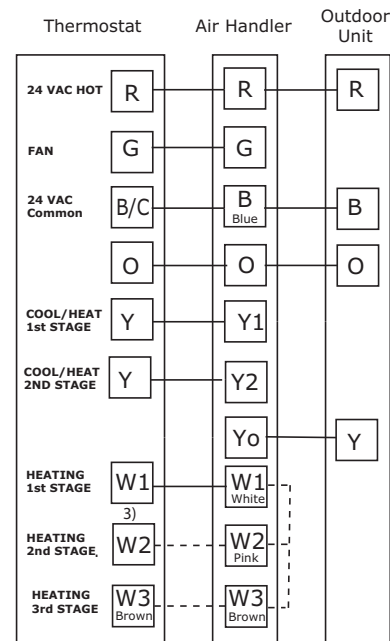 Thermostat Air Handler Outdoor
Unit
24 VAC HOT R R R
FAN G G
24 VAC
Common B/C B B
Blue
O O O
COOL/HEAT
1st STAGE Y Y1
COOL/HEAT
2ND STAGE Y Y2
Yo Y
HEATING
1st STAGE W1 W1
White
3)
HEATING
2nd STAGE. W2 W2
Pink
HEATING
3rd STAGE W3 W3
Brown Brown